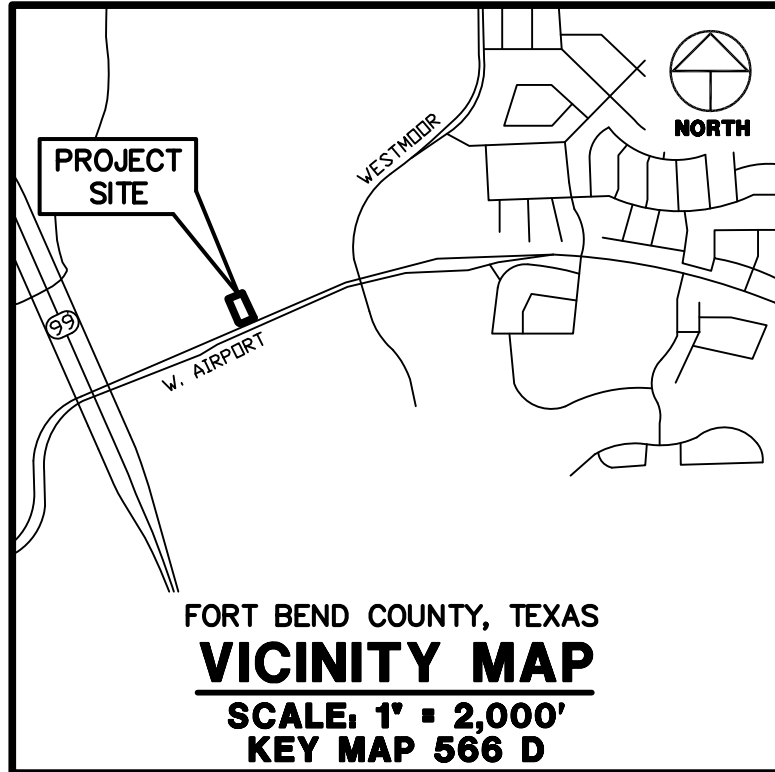 NORTH
WESTMOOR
PROJECT
SITE
99
W. AIRPORT
FORT BEND COUNTY, TEXAS
VICINITY MAP
SCALE: 1" = 2,000'
KEY MAP 566 D